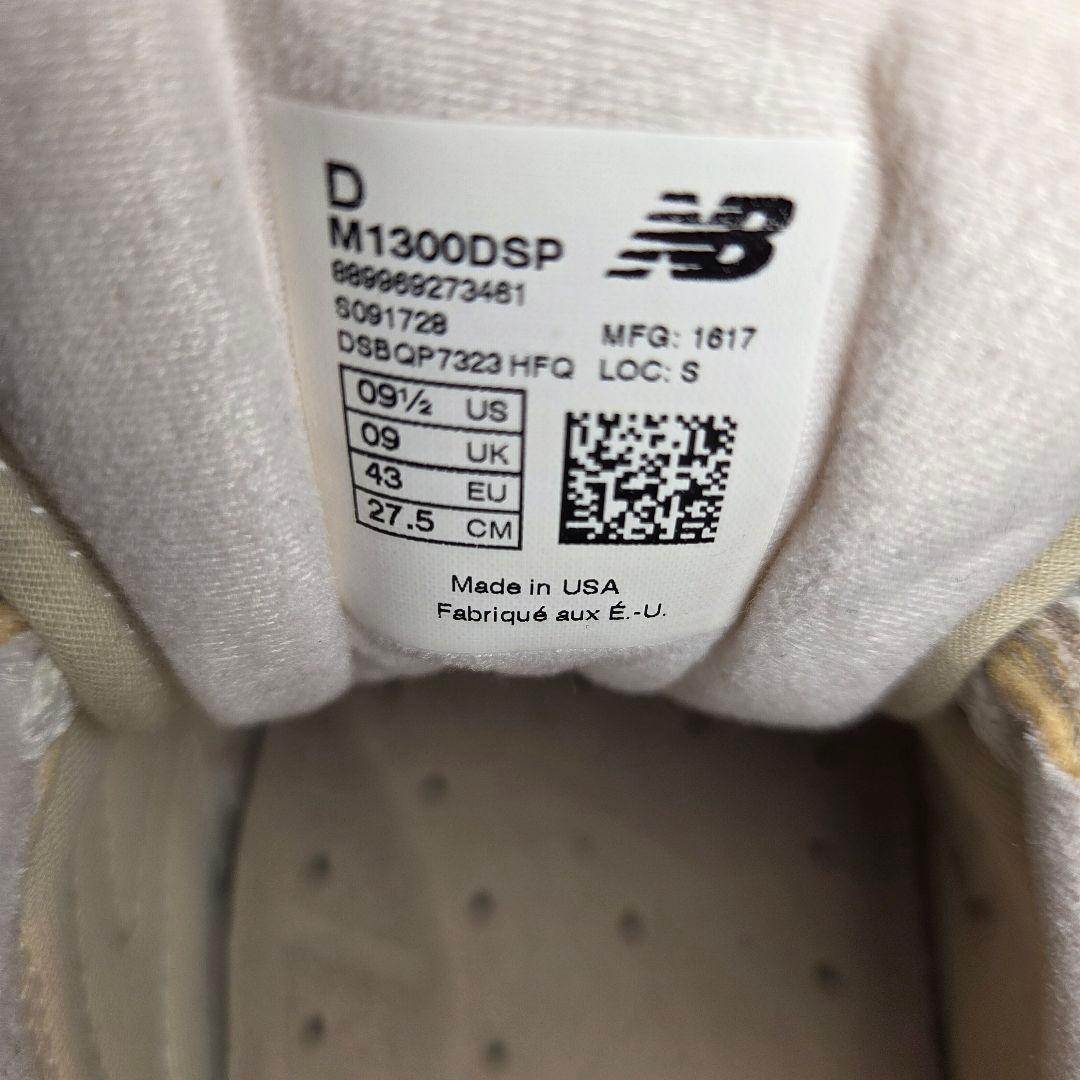 D
M1300DSP
889969273461
S091728
DSBQP7323 HFQ
NB
MFG: 1617
LOC: S
09½ US
09 UK
43 EU
27.5 CM
Made in USA
Fabriqué aux É.-U.